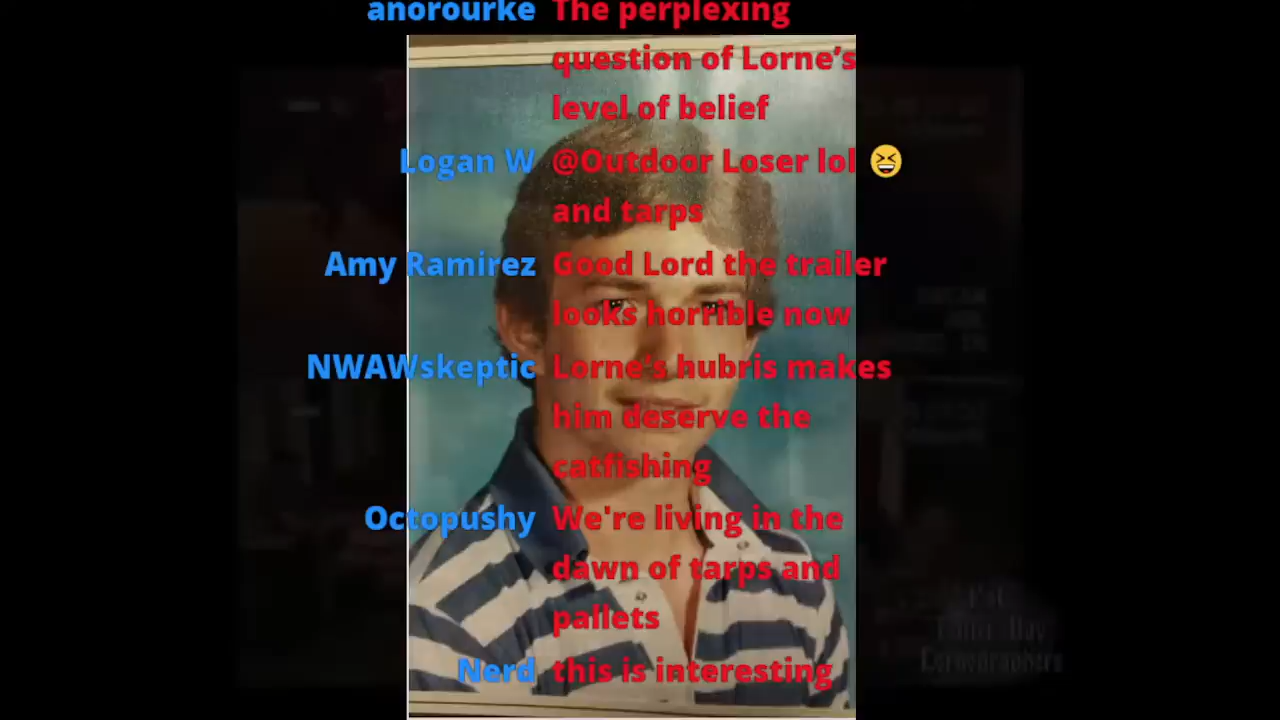 anorourke The perplexing
question of Lorne’s
level of belief
Logan W @Outdoor Loser lol 😆
and tarps
Amy Ramirez Good Lord the trailer
looks horrible now
NWAWskeptic Lorne's hubris makes
him deserve the
catfishing
Octopushy We're living in the
dawn of tarps and
pallets
Nerd this is interesting